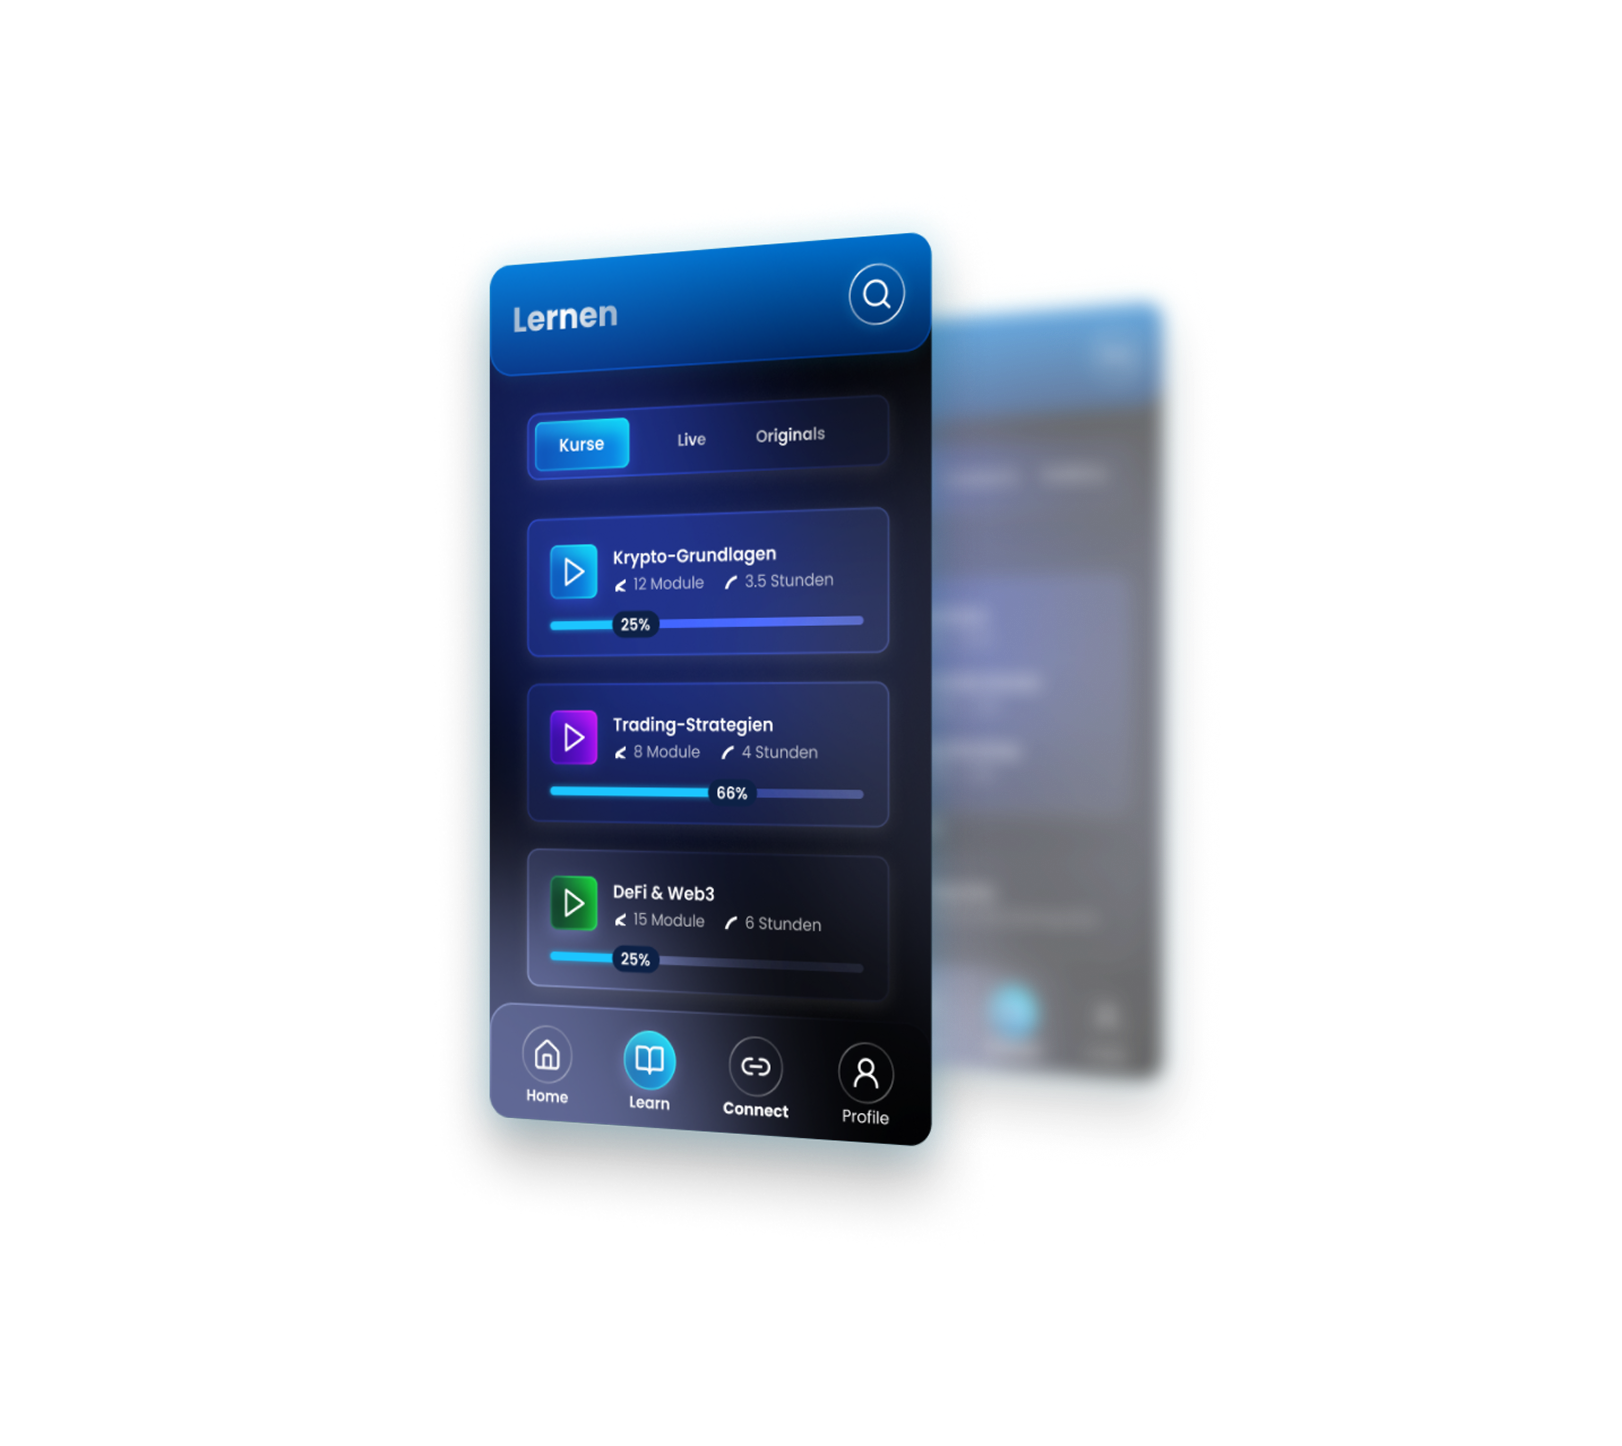 Lernen
Kurse Live Originals
Krypto-Grundlagen
12 Module 3.5 Stunden
25%
Trading-Strategien
8 Module 4 Stunden
66%
DeFi & Web3
15 Module 6 Stunden
25%
Home Learn Connect Profile